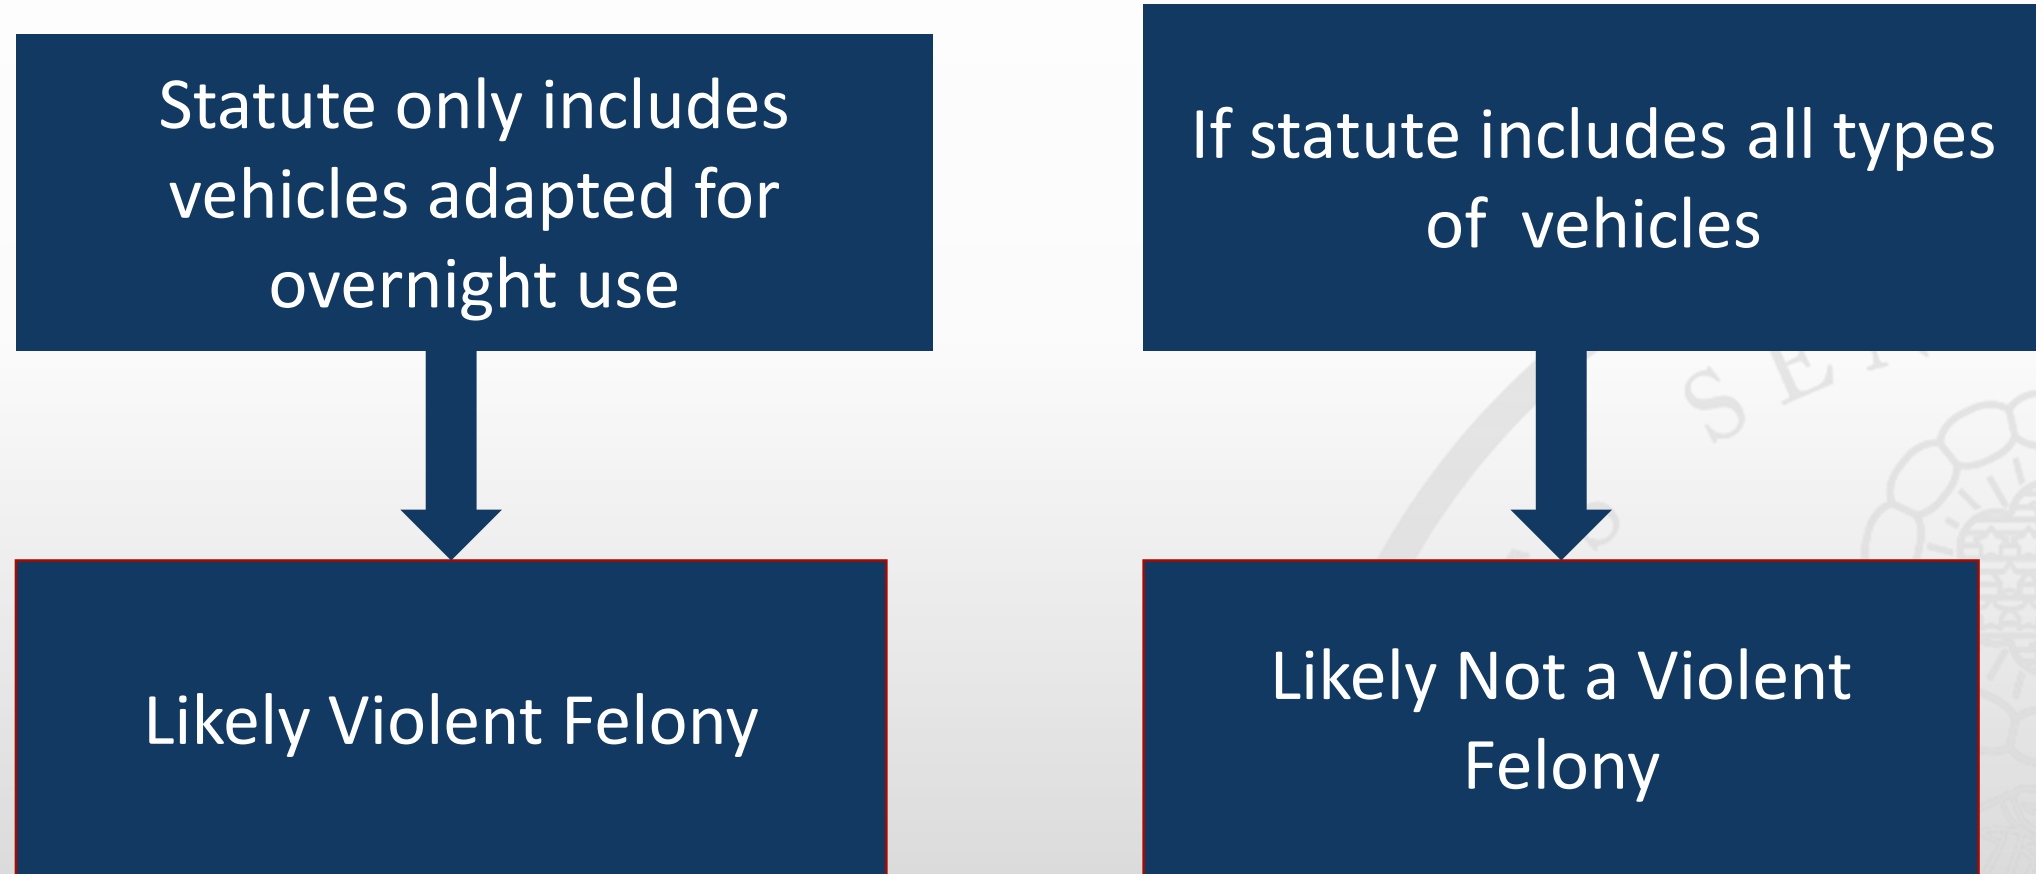 Statute only includes
vehicles adapted for
overnight use
If statute includes all types
of  vehicles
Likely Violent Felony
Likely Not a Violent
Felony